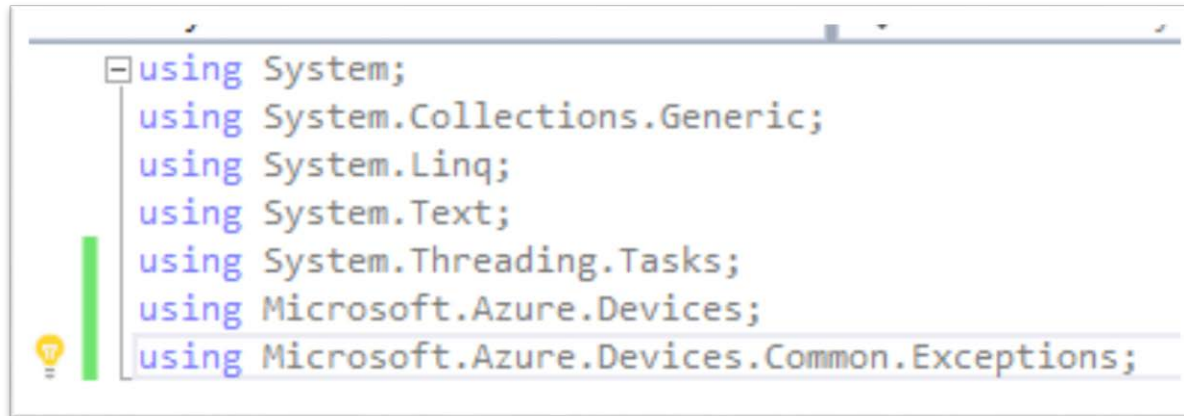 using System;
using System.Collections.Generic;
using System.Linq;
using System.Text;
using System.Threading.Tasks;
using Microsoft.Azure.Devices;
using Microsoft.Azure.Devices.Common.Exceptions;